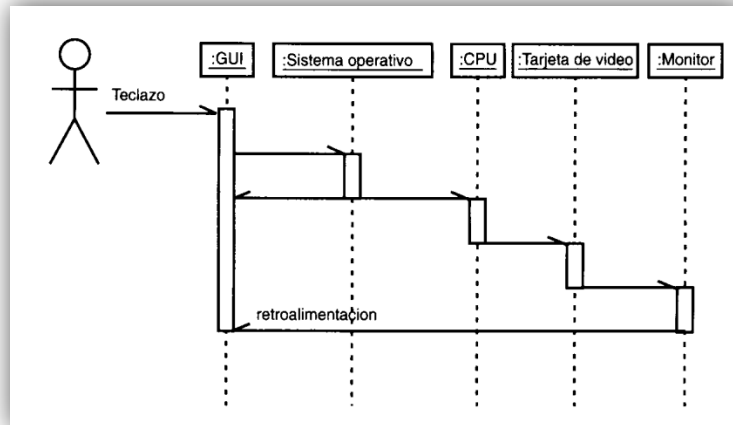 :GUI
:Sistema operativo
:CPU
:Tarjeta de video
:Monitor
Teclazo
retroalimentacion